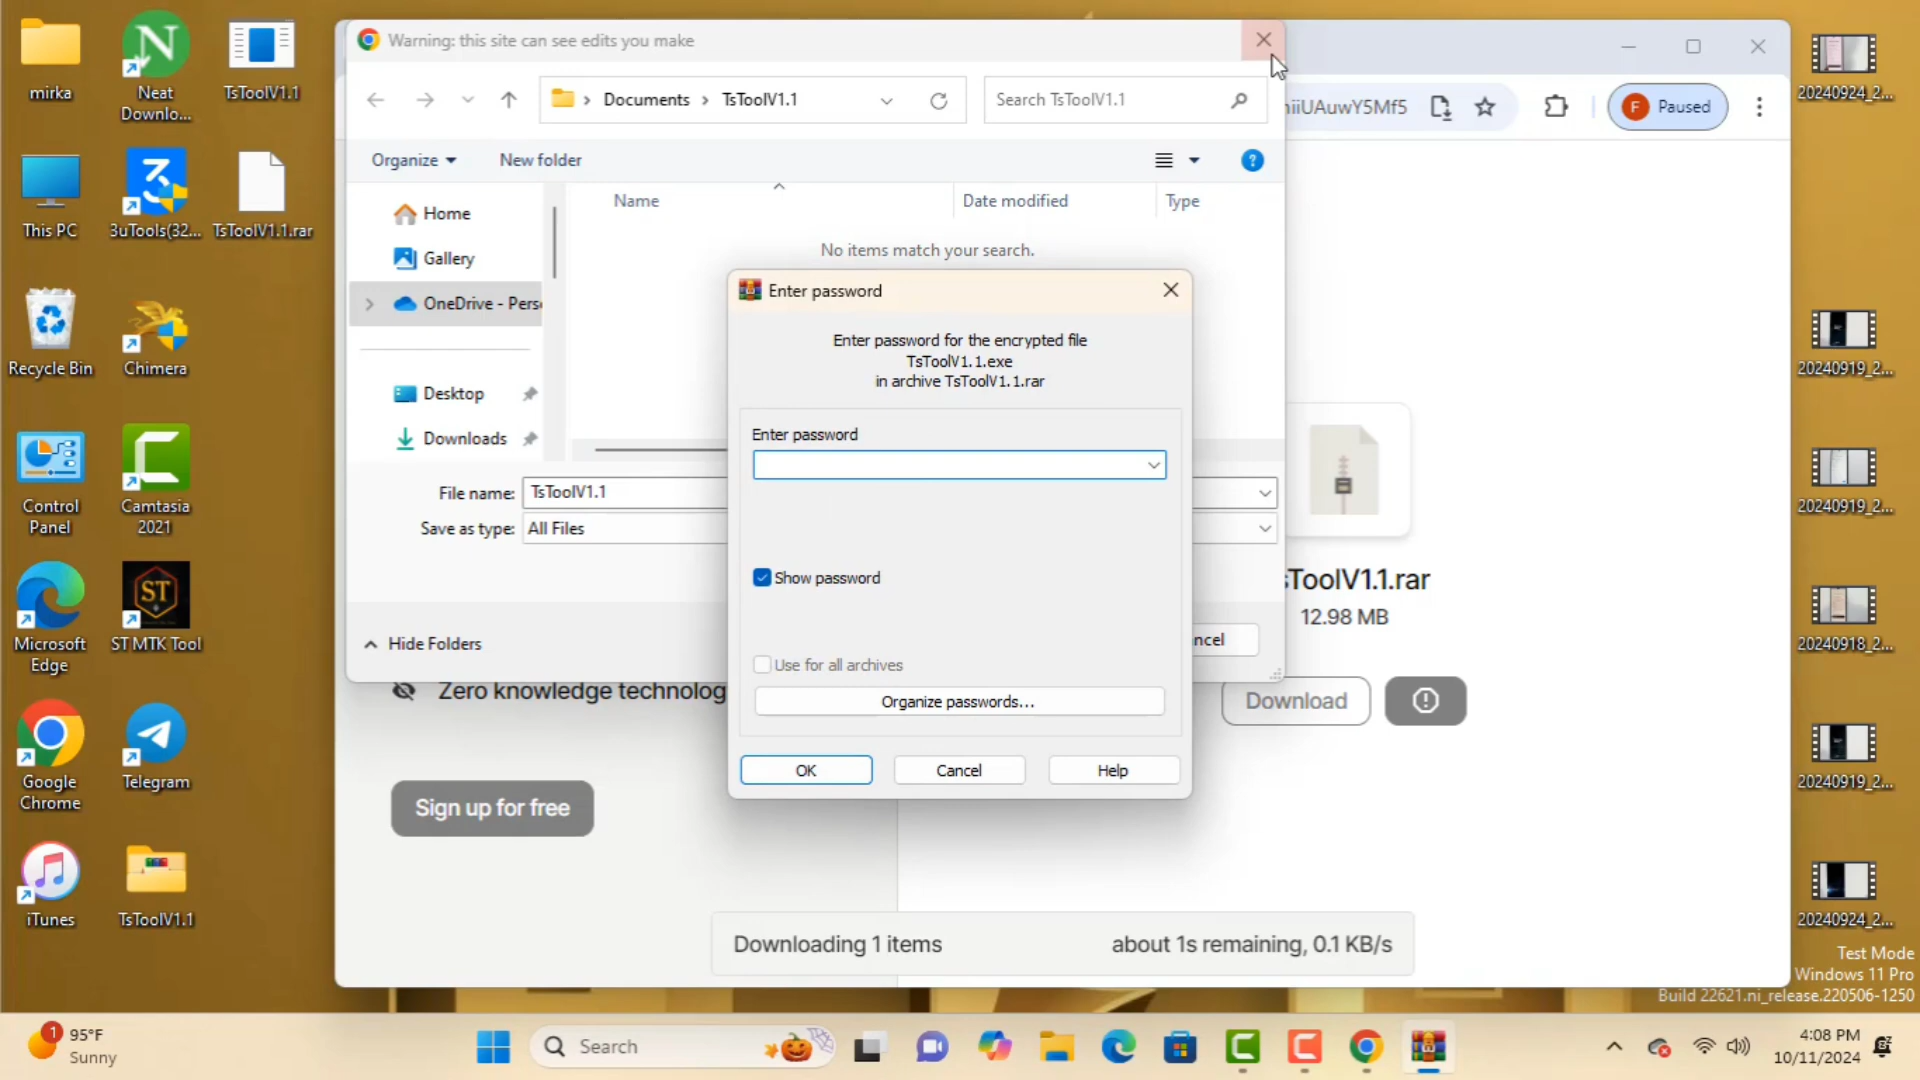 mirka
Neat
Downlo...
TsToolV1.1
This PC
3uTools(32...
TsToolV1.1.rar
Recycle Bin
Chimera
Control
Panel
Camtasia
2021
Microsoft
Edge
ST
ST MTK Tool
Google
Chrome
Telegram
iTunes
TsToolV1.1
Warning: this site can see edits you make
Documents
TsToolV1.1
Search TsToolV1.1
niiUAuwY5Mf5
F
Paused
Organize
New folder
?
Home
Gallery
OneDrive - Pers
Desktop
Downloads
Name
Date modified
Type
No items match your search.
File name:
TsToolV1.1
Save as type:
All Files
Hide Folders
ncel
Enter password
Enter password for the encrypted file
TsToolV1.1.exe
in archive TsToolV1.1.rar
Enter password
Show password
Use for all archives
Organize passwords...
OK
Cancel
Help
sToolV1.1.rar
12.98 MB
Zero knowledge technolog
Download
Sign up for free
Downloading 1 items
about 1s remaining, 0.1 KB/s
20240924_2...
20240919_2...
20240919_2...
20240918_2...
20240919_2...
20240924_2...
Test Mode
Windows 11 Pro
Build 22621.ni_release.220506-1250
1
95°F
Sunny
Search
4:08 PM
10/11/2024